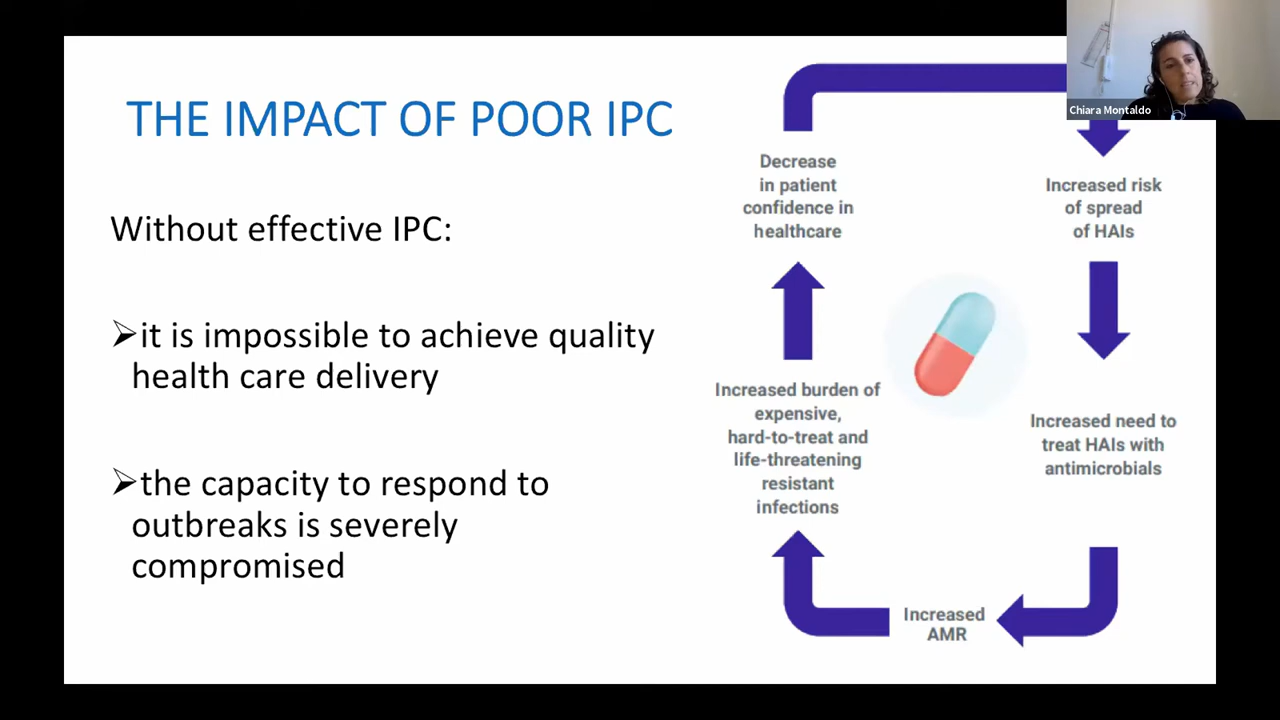 THE IMPACT OF POOR IPC
Without effective IPC:
➢it is impossible to achieve quality
health care delivery
➢the capacity to respond to
outbreaks is severely
compromised
Chiara Montaldo
Decrease
in patient
confidence in
healthcare
Increased risk
of spread
of HAIs
Increased need to
treat HAIs with
antimicrobials
Increased
AMR
Increased burden of
expensive,
hard-to-treat and
life-threatening
resistant
infections